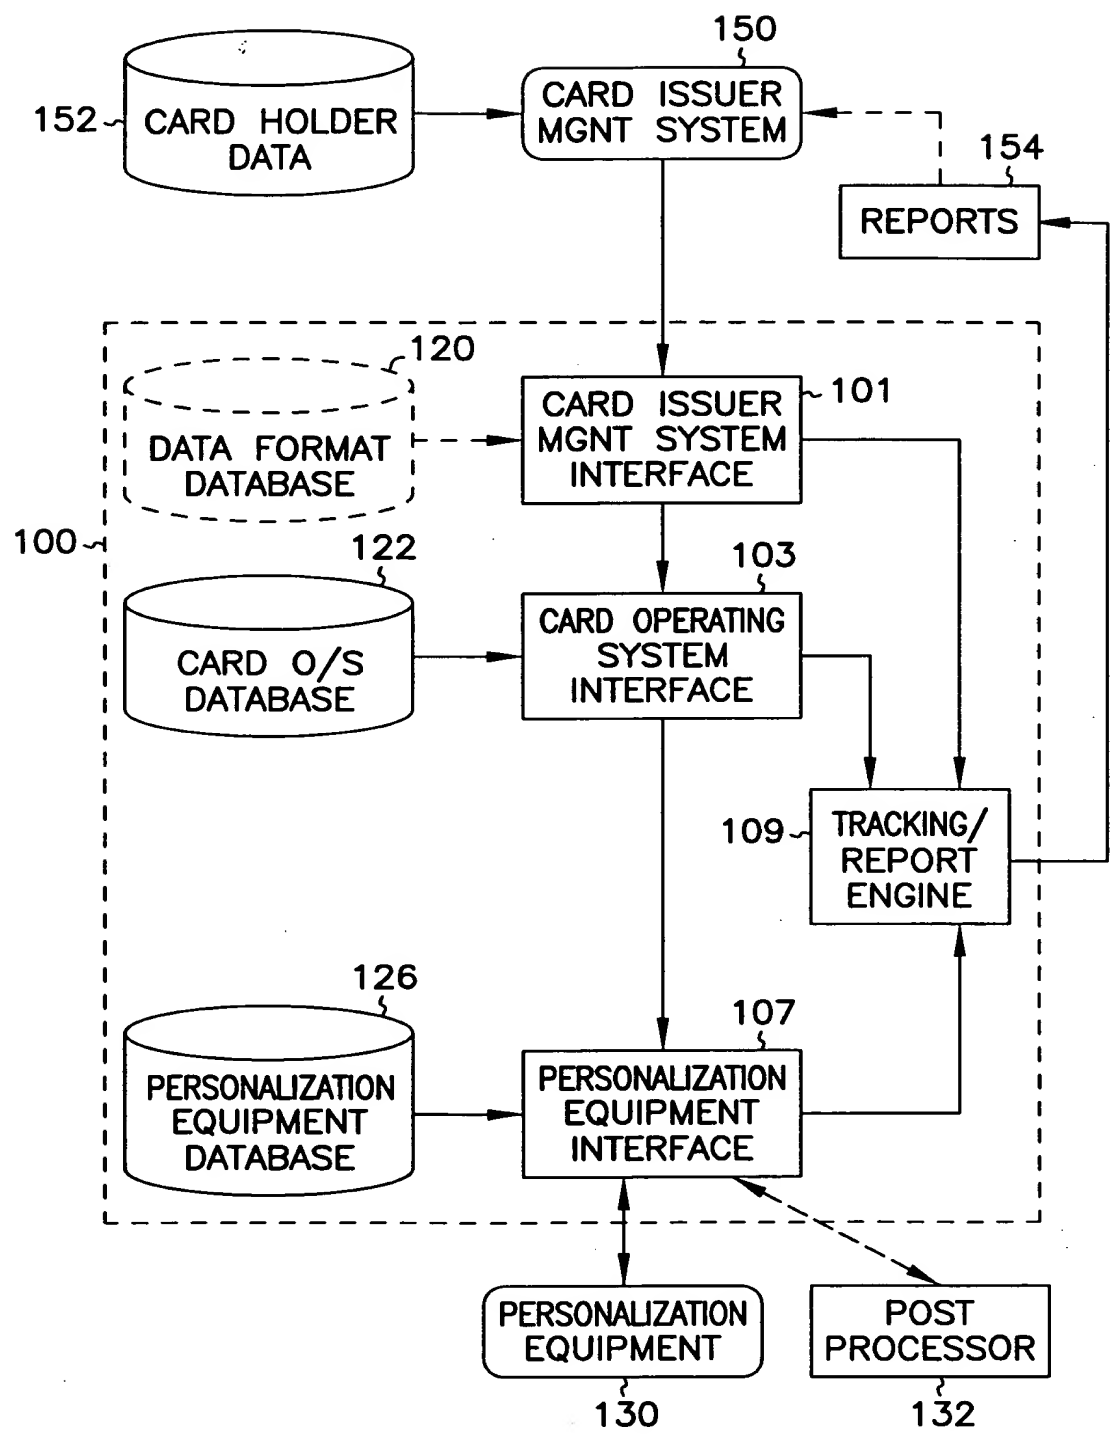 150
CARD ISSUER
MGNT SYSTEM
152
CARD HOLDER
DATA
154
REPORTS
120
DATA FORMAT
DATABASE
101
CARD ISSUER
MGNT SYSTEM
INTERFACE
100
122
CARD O/S
DATABASE
103
CARD OPERATING
SYSTEM
INTERFACE
109
TRACKING/
REPORT
ENGINE
126
PERSONALIZATION
EQUIPMENT
DATABASE
107
PERSONALIZATION
EQUIPMENT
INTERFACE
PERSONALIZATION
EQUIPMENT
130
POST
PROCESSOR
132